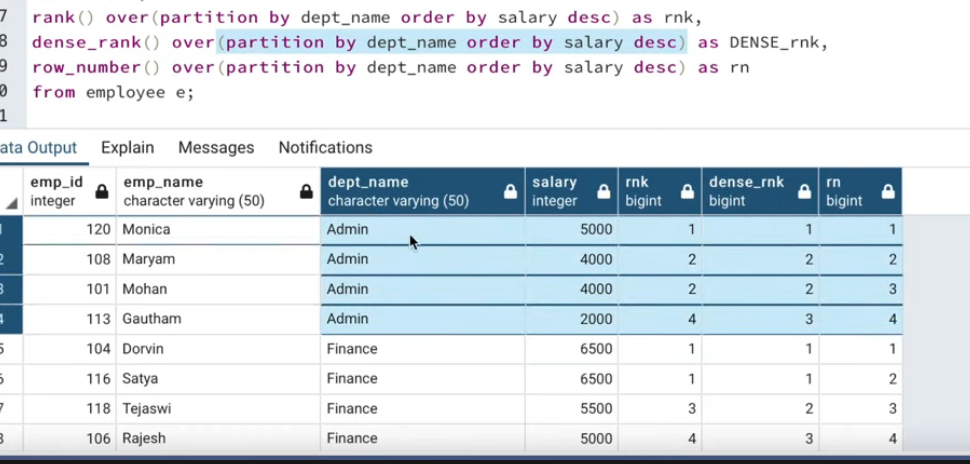 7 rank() over(partition by dept_name order by salary desc) as rnk,
8 dense_rank() over(partition by dept_name order by salary desc) as DENSE_rnk,
9 row_number() over(partition by dept_name order by salary desc) as rn
0 from employee e;
1
ata Output Explain Messages Notifications
emp_id emp_name dept_name salary rnk dense_rnk rn
integer character varying (50) character varying (50) integer bigint bigint bigint
1 120 Monica Admin 5000 1 1 1
2 108 Maryam Admin 4000 2 2 2
3 101 Mohan Admin 4000 2 2 3
4 113 Gautham Admin 2000 4 3 4
5 104 Dorvin Finance 6500 1 1 1
6 116 Satya Finance 6500 1 1 2
7 118 Tejaswi Finance 5500 3 2 3
3 106 Rajesh Finance 5000 4 3 4